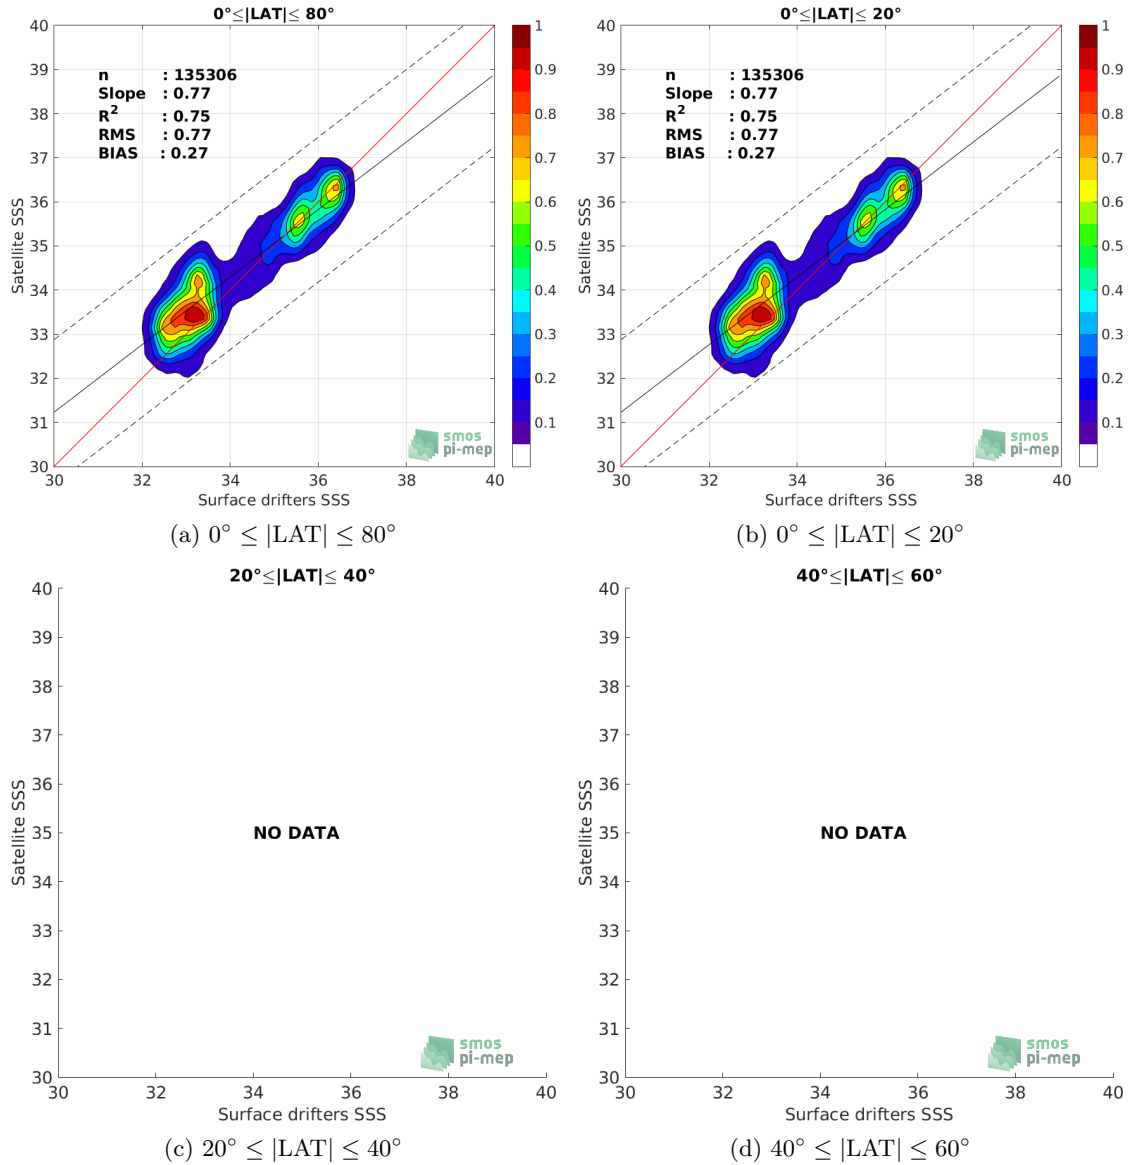 0°≤|LAT|≤ 80°
40
39
38
37
36
35
34
33
32
31
30
Satellite SSS
n : 135306
Slope : 0.77
R² : 0.75
RMS : 0.77
BIAS : 0.27
smos
pi-mep
30 32 34 36 38 40
Surface drifters SSS
1
0.9
0.8
0.7
0.6
0.5
0.4
0.3
0.2
0.1
(a) 0° ≤ |LAT| ≤ 80°
0°≤|LAT|≤ 20°
40
39
38
37
36
35
34
33
32
31
30
Satellite SSS
n : 135306
Slope : 0.77
R² : 0.75
RMS : 0.77
BIAS : 0.27
smos
pi-mep
30 32 34 36 38 40
Surface drifters SSS
1
0.9
0.8
0.7
0.6
0.5
0.4
0.3
0.2
0.1
(b) 0° ≤ |LAT| ≤ 20°
20°≤|LAT|≤ 40°
40
39
38
37
36
35
34
33
32
31
30
Satellite SSS
NO DATA
smos
pi-mep
30 32 34 36 38 40
Surface drifters SSS
(c) 20° ≤ |LAT| ≤ 40°
40°≤|LAT|≤ 60°
40
39
38
37
36
35
34
33
32
31
30
Satellite SSS
NO DATA
smos
pi-mep
30 32 34 36 38 40
Surface drifters SSS
(d) 40° ≤ |LAT| ≤ 60°